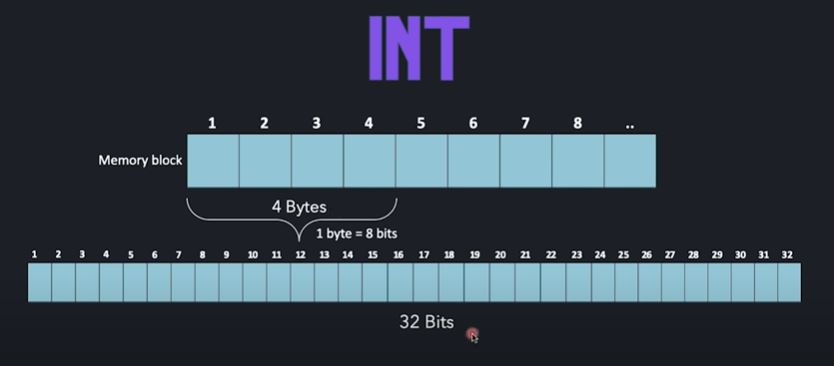 INT
1 2 3 4 5 6 7 8 ..
Memory block
4 Bytes
1 byte = 8 bits
1 2 3 4 5 6 7 8 9 10 11 12 13 14 15 16 17 18 19 20 21 22 23 24 25 26 27 28 29 30 31 32
32 Bits